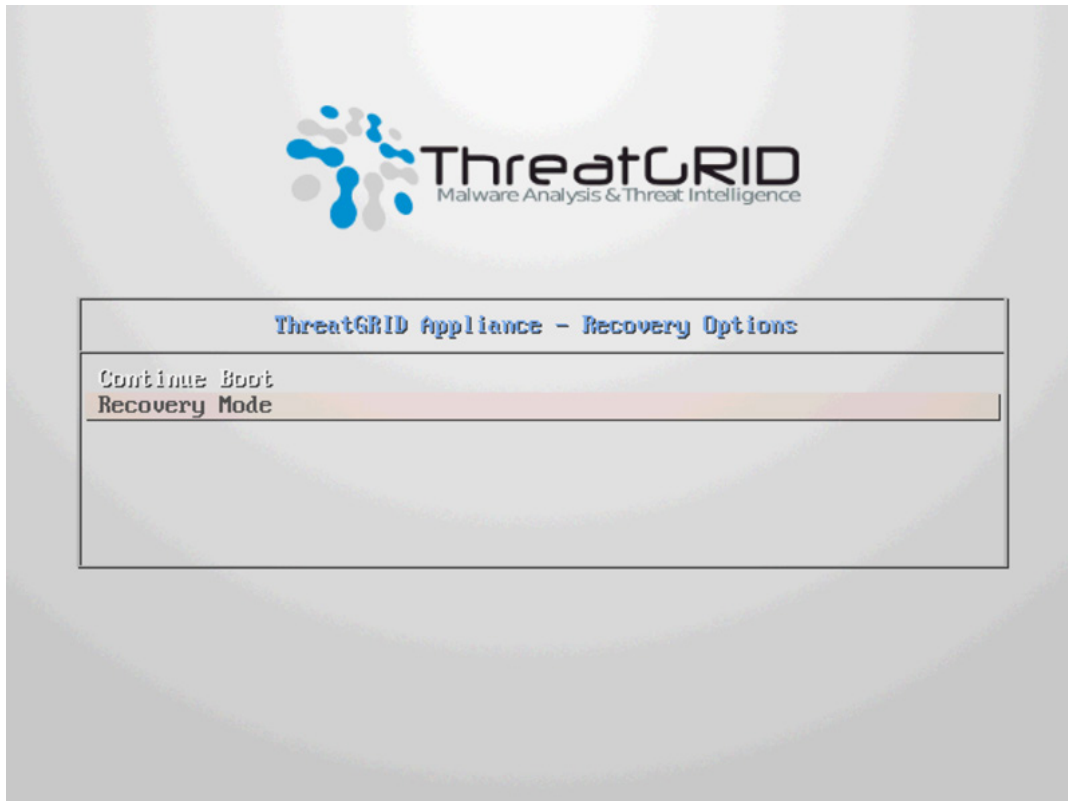 ThreatGRID
Malware Analysis & Threat Intelligence
ThreatGRID Appliance - Recovery Options
Continue Boot
Recovery Mode